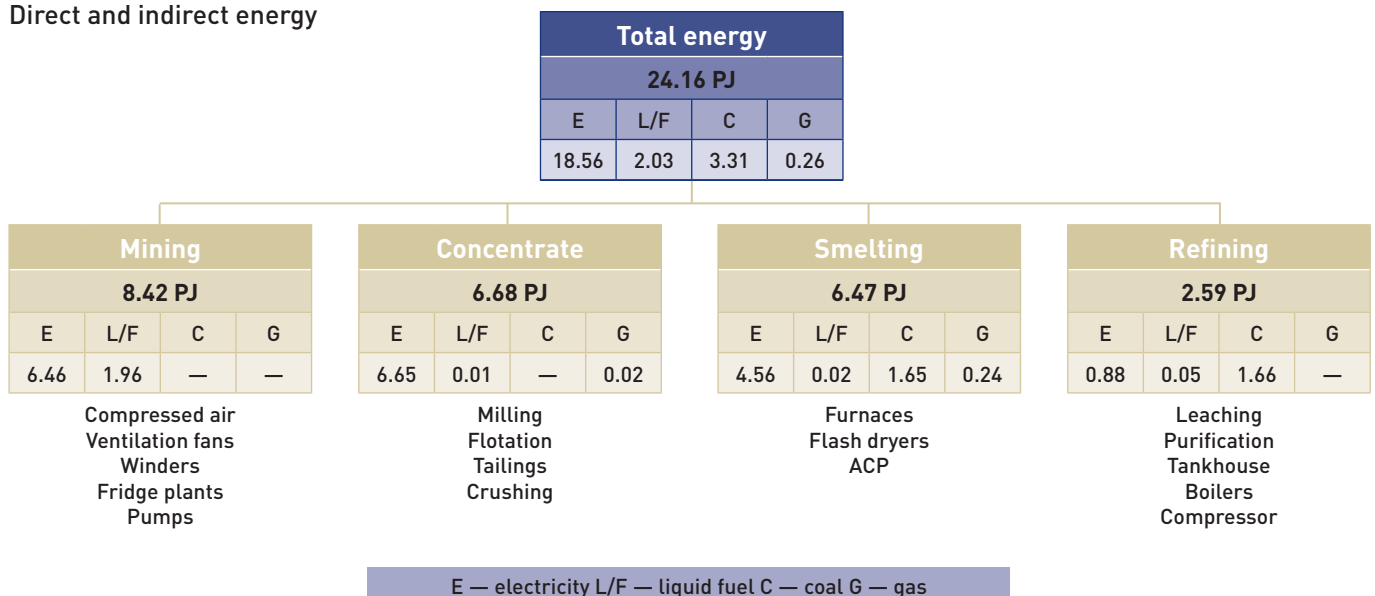 Direct and indirect energy
Total energy
24.16 PJ
E L/F C G
18.56 2.03 3.31 0.26
Mining
8.42 PJ
E L/F C G
6.46 1.96 — —
Compressed air
Ventilation fans
Winders
Fridge plants
Pumps
Concentrate
6.68 PJ
E L/F C G
6.65 0.01 — 0.02
Milling
Flotation
Tailings
Crushing
Smelting
6.47 PJ
E L/F C G
4.56 0.02 1.65 0.24
Furnaces
Flash dryers
ACP
Refining
2.59 PJ
E L/F C G
0.88 0.05 1.66 —
Leaching
Purification
Tankhouse
Boilers
Compressor
E — electricity L/F — liquid fuel C — coal G — gas